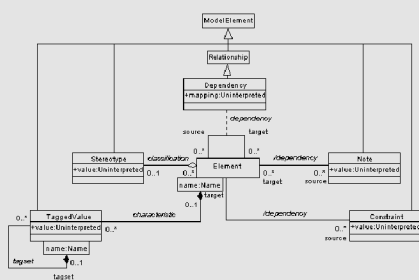 ModelElement
Relationship
Dependency
+mapping:Uninterpreted
/dependency
source target
Stereotype
+value:Uninterpreted
classification
0..1
0..*
0..*
0..*
Element
name:Name
/dependency
0..*
target
0..*
source
Note
+value:Uninterpreted
target
0..1
characteristic
/dependency
0..*
TaggedValue
+value:Uninterpreted
0..*
name:Name
tagset
0..1
tagset
0..*
source
Constraint
+value:Uninterpreted